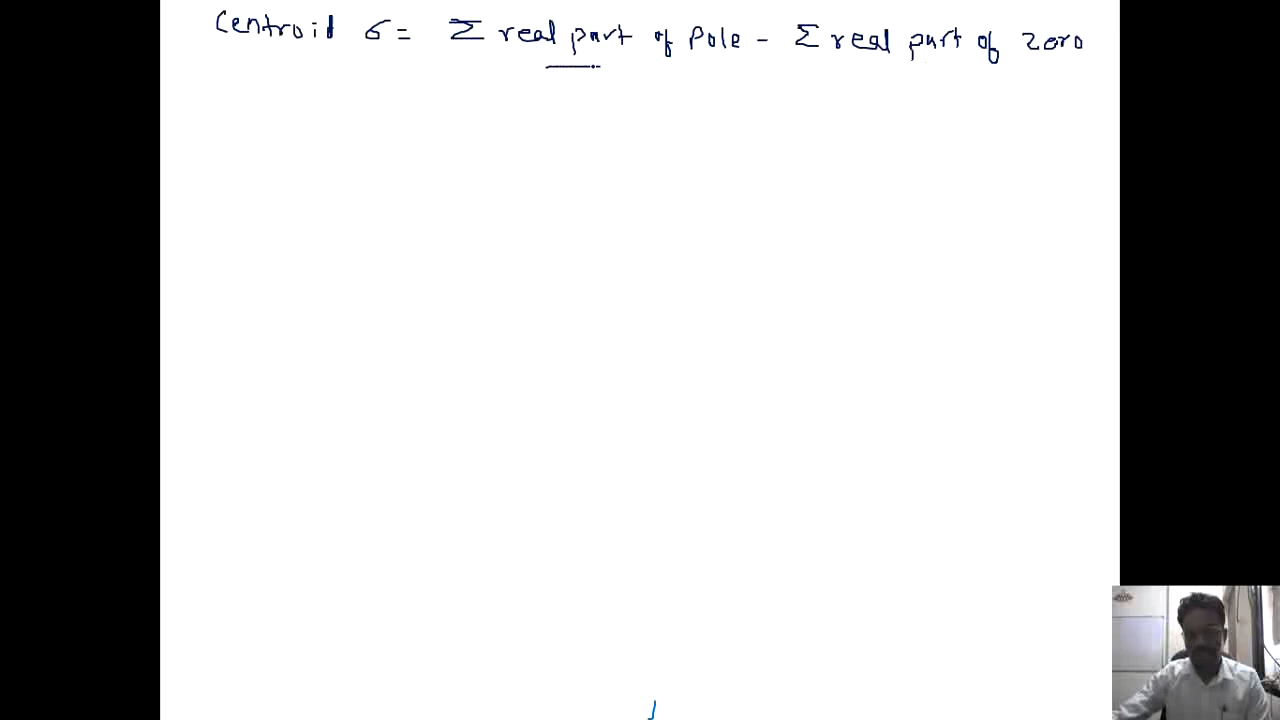 Centroid σ = Σ real part of Pole - Σ real part of zero